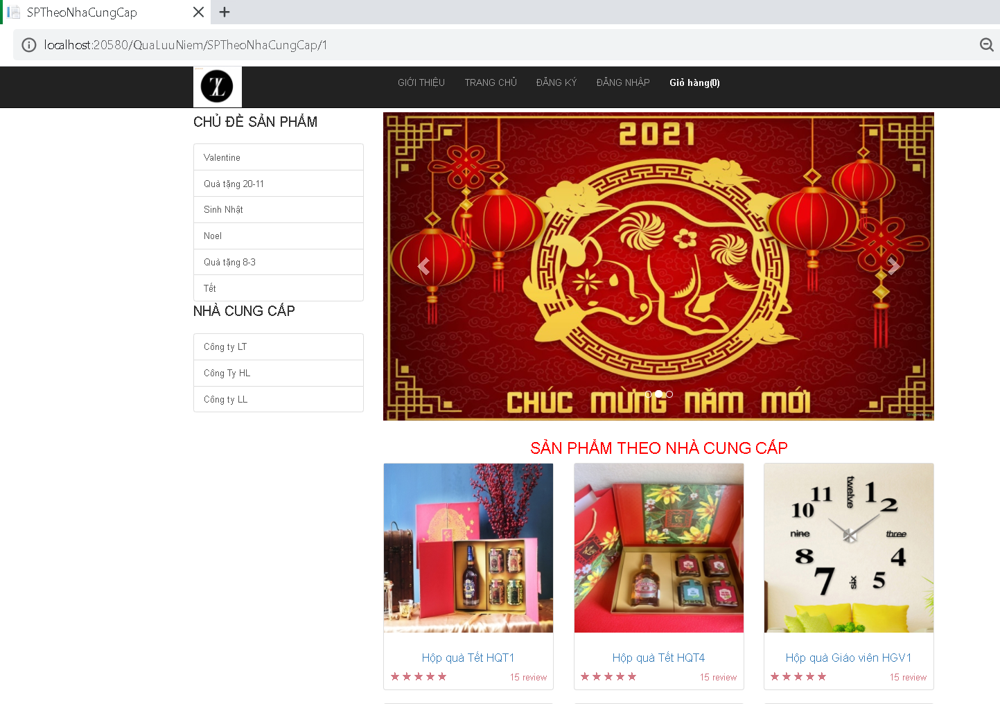 SPTheoNhaCungCap
localhost:20580/QuaLuuNiem/SPTheoNhaCungCap/1
GIỚI THIỆU TRANG CHỦ ĐĂNG KÝ ĐĂNG NHẬP Giỏ hàng(0)
CHỦ ĐỀ SẢN PHẨM
Valentine
Quà tặng 20-11
Sinh Nhật
Noel
Quà tặng 8-3
Tết
NHÀ CUNG CẤP
Công ty LT
Công Ty HL
Công ty LL
2021
CHÚC MỪNG NĂM MỚI
SẢN PHẨM THEO NHÀ CUNG CẤP
11 twelve 1
10 2
nine three
8 4
7 six 5
Hộp quà Tết HQT1
15 review
Hộp quà Tết HQT4
15 review
Hộp quà Giáo viên HGV1
15 review